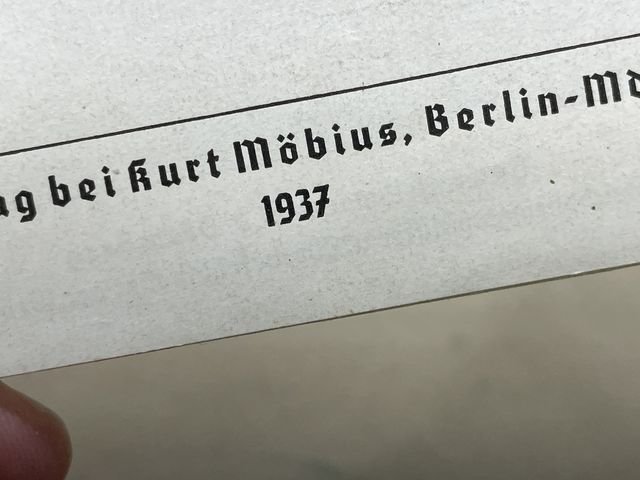 bei Kurt Möbius, Berlin-
1937